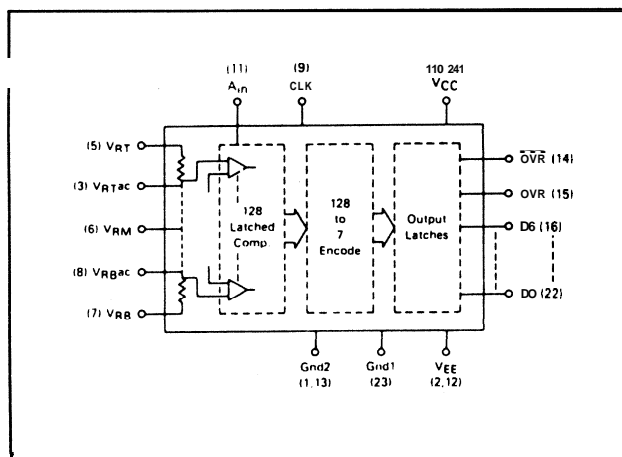 (11)
Ain
(9)
CLK
110 241
VCC
(5) VRT
(3) VRTac
(6) VRM
(8) VRBac
(7) VRB
128
Latched
Comp.
128
to
7
Encode
Output
Latches
OVR (14)
OVR (15)
D6 (16)
DO (22)
Gnd2
(1, 13)
Gnd1
(23)
VEE
(2, 12)